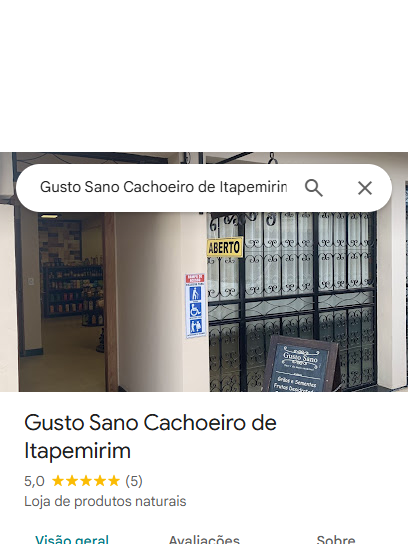 Gusto Sano Cachoeiro de Itapemirin
ABERTO
Gusto Sano
Grãos e Sementes
Frutas Desidratadas
Gusto Sano Cachoeiro de
Itapemirim
5,0 ★★★★★ (5)
Loja de produtos naturais
Visão geral Avaliações Sobre